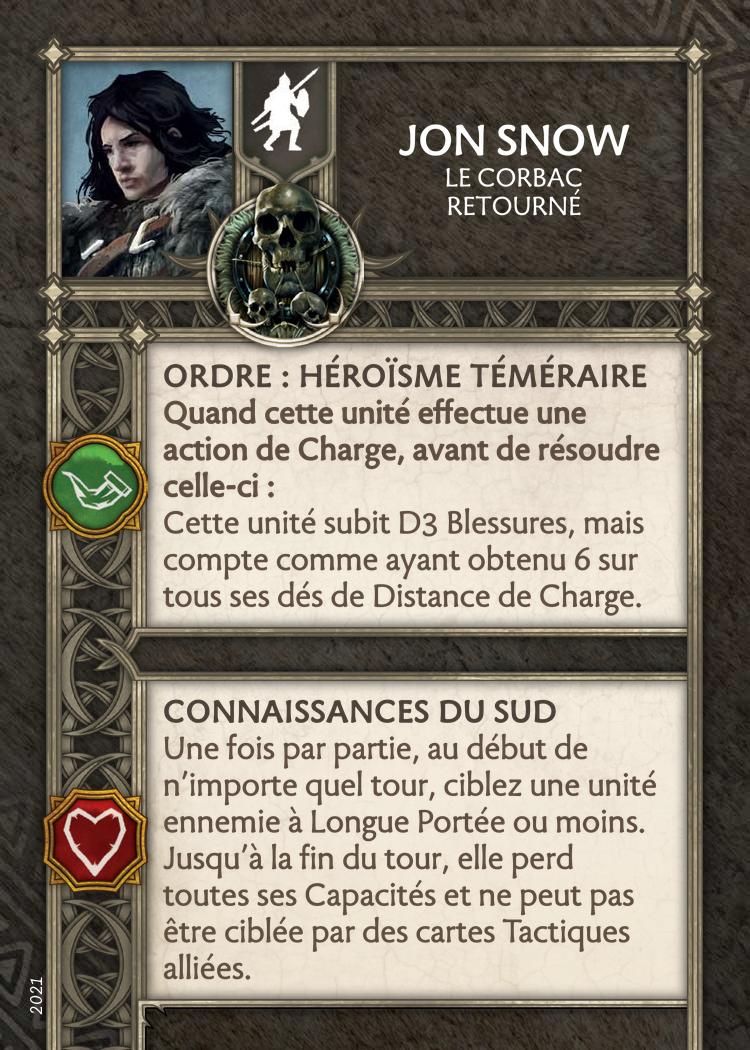 JON SNOW
LE CORBAC
RETOURNÉ
ORDRE : HÉROÏSME TÉMÉRAIRE
Quand cette unité effectue une
action de Charge, avant de résoudre
celle-ci :
Cette unité subit D3 Blessures, mais
compte comme ayant obtenu 6 sur
tous ses dés de Distance de Charge.
CONNAISSANCES DU SUD
Une fois par partie, au début de
n’importe quel tour, ciblez une unité
ennemie à Longue Portée ou moins.
Jusqu’à la fin du tour, elle perd
toutes ses Capacités et ne peut pas
être ciblée par des cartes Tactiques
alliées.
2021